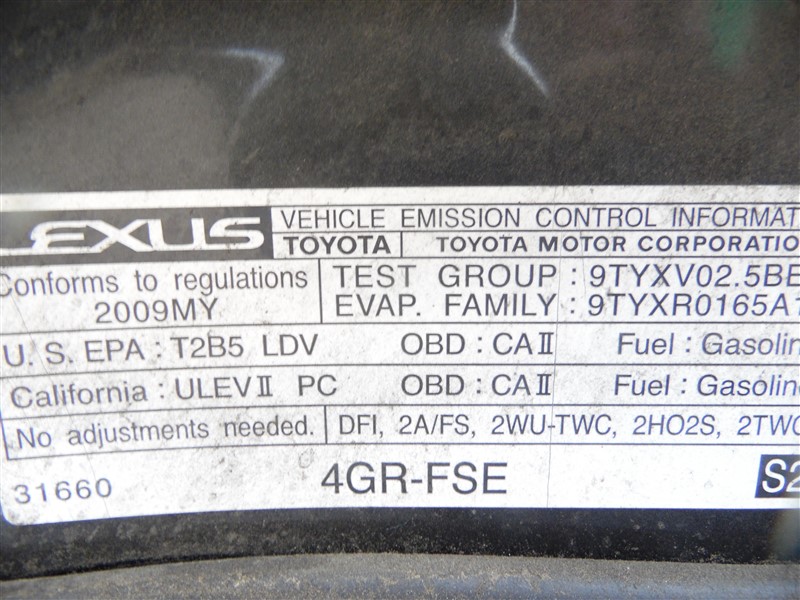 LEXUS VEHICLE EMISSION CONTROL INFORMAT
TOYOTA TOYOTA MOTOR CORPORATIO
Conforms to regulations TEST GROUP : 9TYXV02.5BE
2009MY EVAP. FAMILY : 9TYXR0165A1
U. S. EPA : T2B5 LDV OBD : CAII Fuel : Gasolin
California : ULEVII PC OBD : CAII Fuel : Gasolin
No adjustments needed. DFI, 2A/FS, 2WU-TWC, 2HO2S, 2TWC
31660 4GR-FSE S2